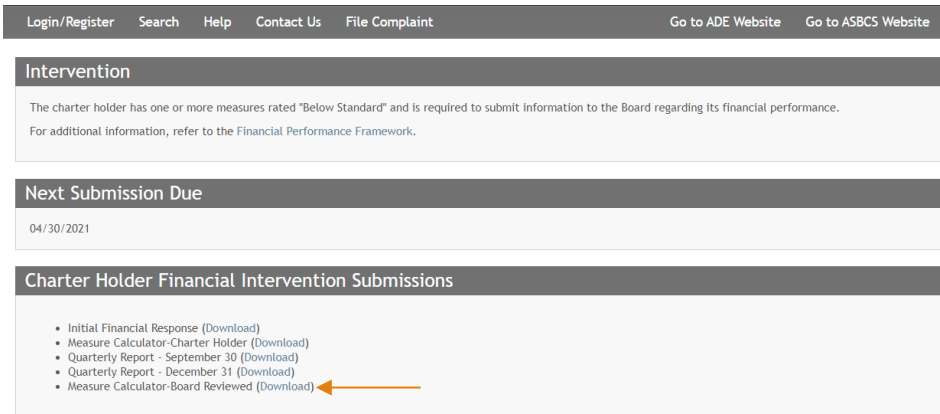 Login/Register Search Help Contact Us File Complaint Go to ADE Website Go to ASBCS Website
Intervention
The charter holder has one or more measures rated "Below Standard" and is required to submit information to the Board regarding its financial performance.
For additional information, refer to the Financial Performance Framework.
Next Submission Due
04/30/2021
Charter Holder Financial Intervention Submissions
• Initial Financial Response (Download)
• Measure Calculator-Charter Holder (Download)
• Quarterly Report - September 30 (Download)
• Quarterly Report - December 31 (Download)
• Measure Calculator-Board Reviewed (Download)